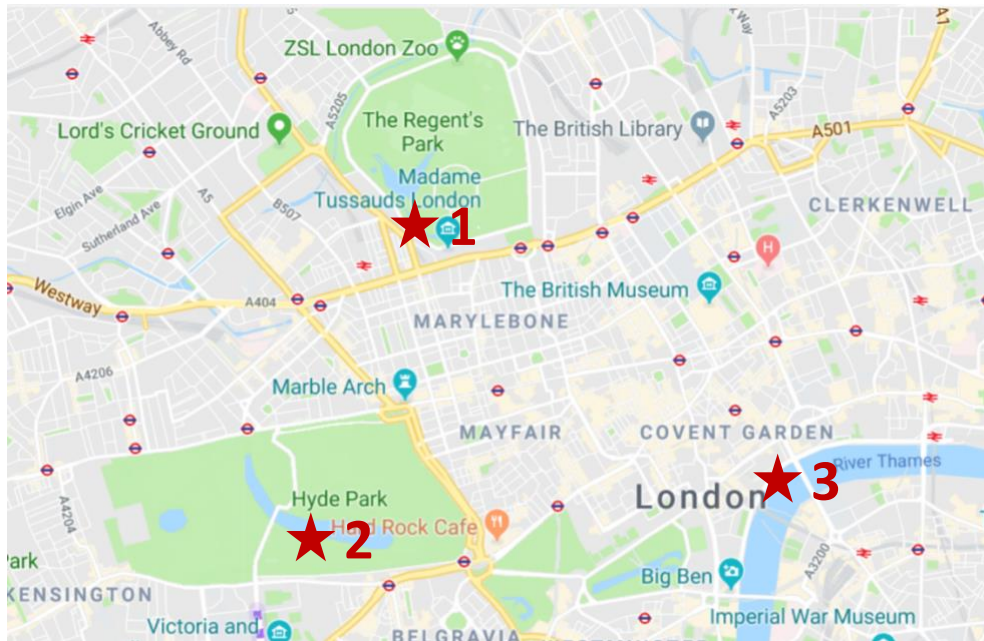 Abbey Rd
Way
A1
ZSL London Zoo
A5205
A5203
The Regent's
Park
Lord's Cricket Ground
The British Library
A501
Madame
Tussauds London
Elgin Ave
A5
B507
Sutherland Ave
1
CLERKENWELL
H
Westway
A404
The British Museum
MARYLEBONE
A4206
Marble Arch
MAYFAIR
COVENT GARDEN
River Thames
A4204
Hyde Park
London
3
Hard Rock Cafe
2
ark
A3200
Big Ben
KENSINGTON
Imperial War Museum
Victoria and
BELGRAVIA